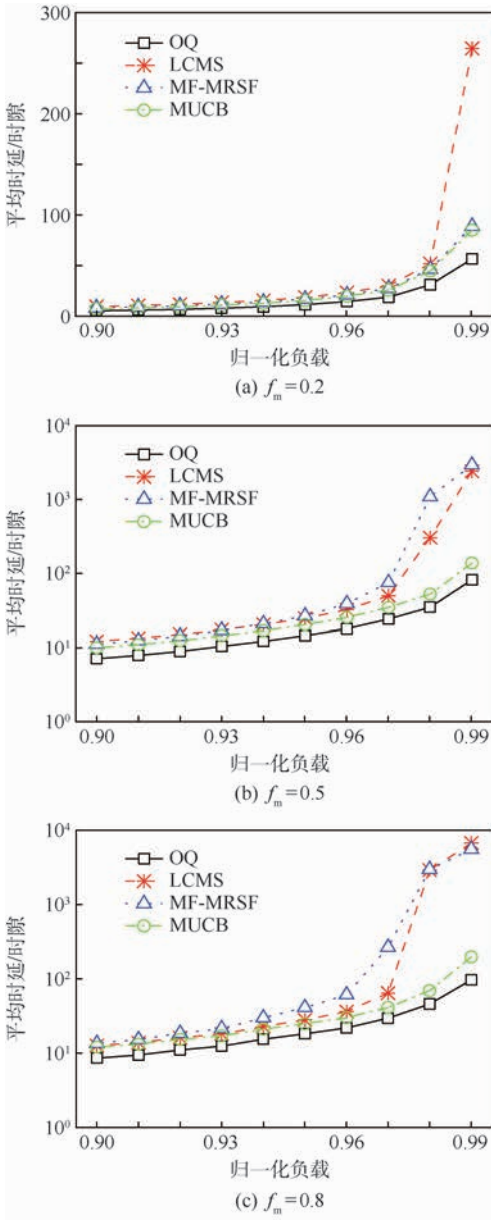 300
OQ
LCMS
MF-MRSF
MUCB
200
100
0
平均时延/时隙
0.90 0.93 0.96 0.99
归一化负载
(a) fₘ=0.2
10⁴
OQ
LCMS
MF-MRSF
MUCB
10³
10²
10¹
10⁰
平均时延/时隙
0.90 0.93 0.96 0.99
归一化负载
(b) fₘ=0.5
10⁴
OQ
LCMS
MF-MRSF
MUCB
10³
10²
10¹
10⁰
平均时延/时隙
0.90 0.93 0.96 0.99
归一化负载
(c) fₘ=0.8